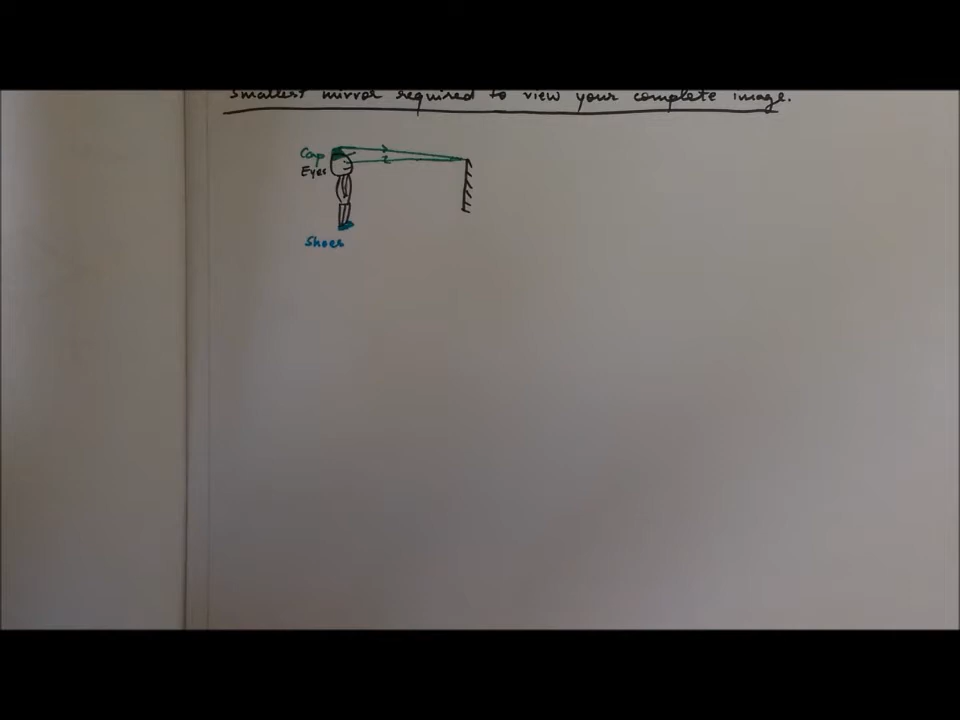 smallest mirror required to view your complete image.
Cap
Eyes
Shoes